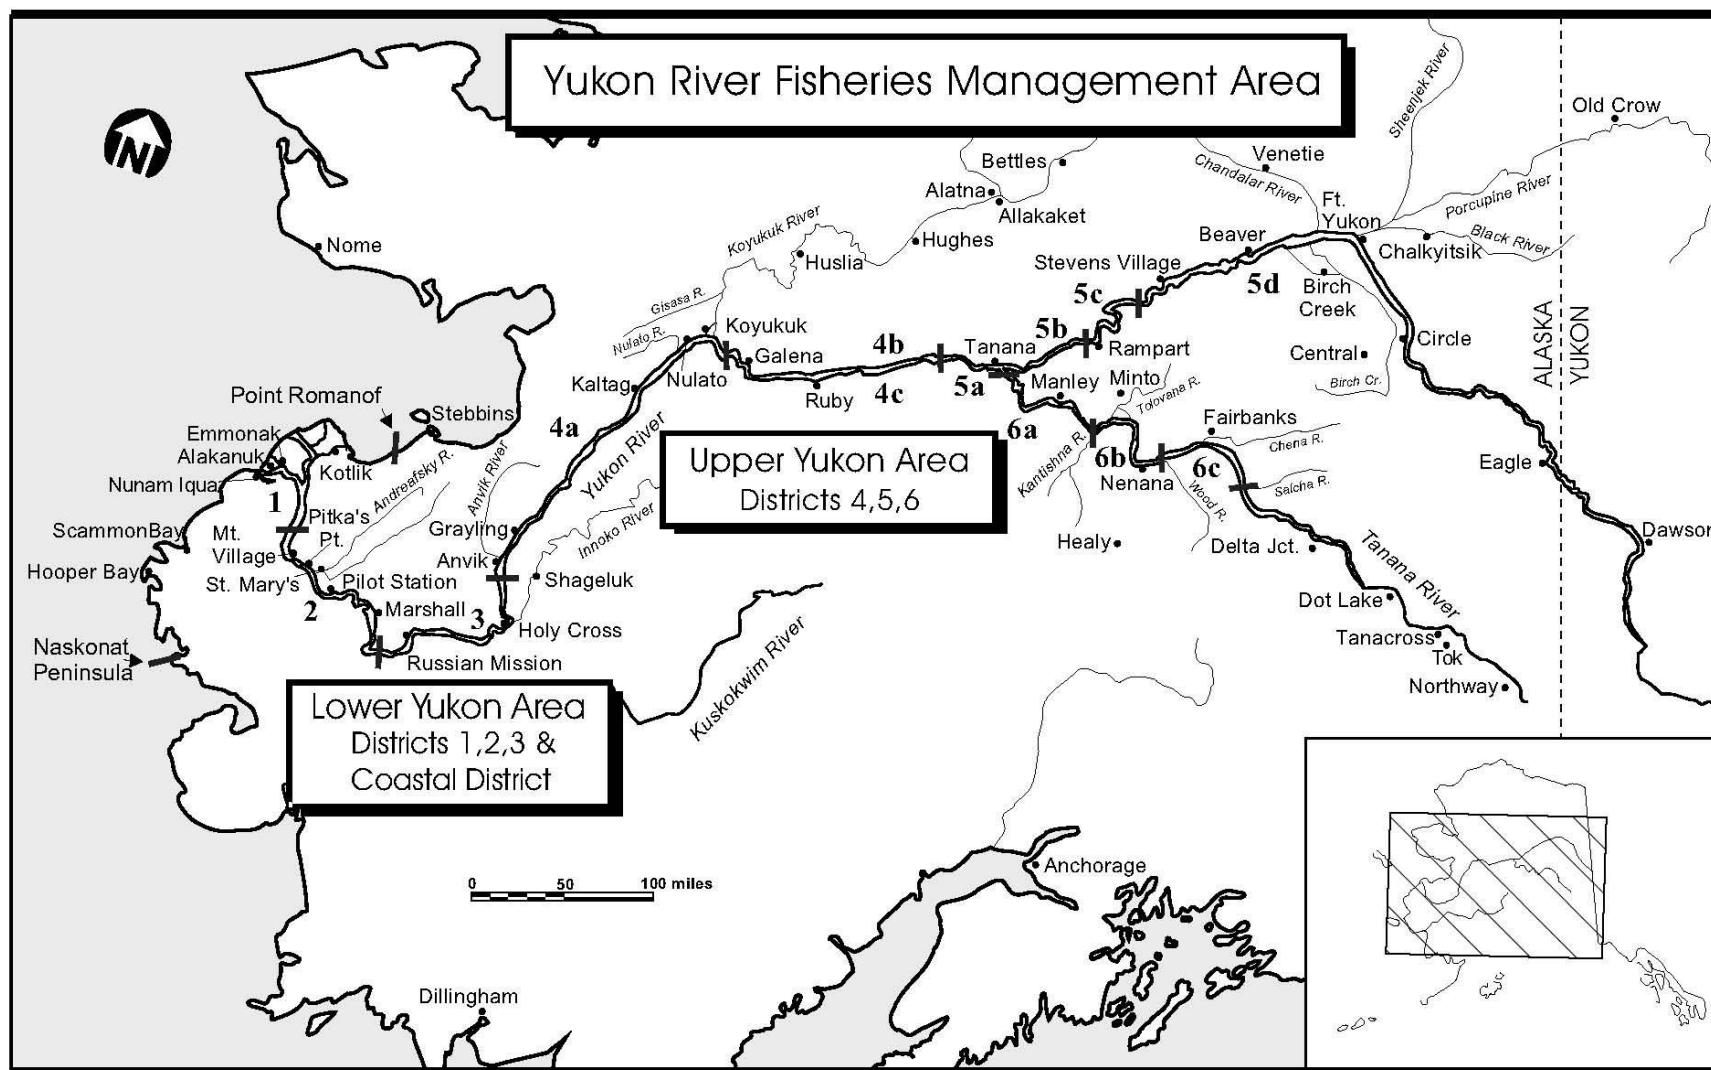 Yukon River Fisheries Management Area
N
Sheenjek River
Old Crow
Bettles
Venetie
Chandalar River
Alatna
Allakaket
Ft.
Yukon
Porcupine River
Koyukuk River
Nome
Hughes
Huslia
Beaver
Chalkyitsik
Black River
Stevens Village
Gisasa R.
5c
5d
Birch
Creek
ALASKA
YUKON
Nulato R.
Koyukuk
Galena
4b
5b
Tanana
Rampart
Circle
Central
Nulato
Kaltag
Ruby
4c
5a
Manley
Minto
Tolovana R.
Birch Cr.
Point Romanof
Stebbins
4a
Yukon River
6a
Fairbanks
Chena R.
Emmonak
Alakanuk
Kotlik
Andreafsky R.
Anvik River
Upper Yukon Area
Districts 4,5,6
Kantishna R.
6b
6c
Eagle
Nunam Iqua
1
Nenana
Wood R.
Salcha R.
ScammonBay
Mt.
Village
Pitka's
Pt.
Grayling
Innoko River
Healy
Delta Jct.
Tanana River
Dawson
Hooper Bay
St. Mary's
Pilot Station
Anvik
Shageluk
2
Marshall
3
Holy Cross
Dot Lake
Tanacross
Tok
Naskonat
Peninsula
Russian Mission
Kuskokwim River
Northway
Lower Yukon Area
Districts 1,2,3 &
Coastal District
Anchorage
0 50 100 miles
Dillingham